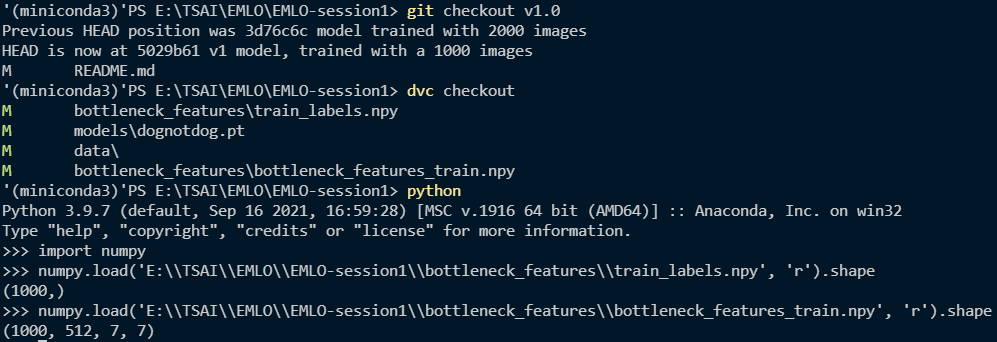 '(miniconda3)'PS E:\TSAI\EMLO\EMLO-session1> git checkout v1.0
Previous HEAD position was 3d76c6c model trained with 2000 images
HEAD is now at 5029b61 v1 model, trained with a 1000 images
M       README.md
'(miniconda3)'PS E:\TSAI\EMLO\EMLO-session1> dvc checkout
M       bottleneck_features\train_labels.npy
M       models\dognotdog.pt
M       data\
M       bottleneck_features\bottleneck_features_train.npy
'(miniconda3)'PS E:\TSAI\EMLO\EMLO-session1> python
Python 3.9.7 (default, Sep 16 2021, 16:59:28) [MSC v.1916 64 bit (AMD64)] :: Anaconda, Inc. on win32
Type "help", "copyright", "credits" or "license" for more information.
>>> import numpy
>>> numpy.load('E:\\TSAI\\EMLO\\EMLO-session1\\bottleneck_features\\train_labels.npy', 'r').shape
(1000,)
>>> numpy.load('E:\\TSAI\\EMLO\\EMLO-session1\\bottleneck_features\\bottleneck_features_train.npy', 'r').shape
(1000, 512, 7, 7)